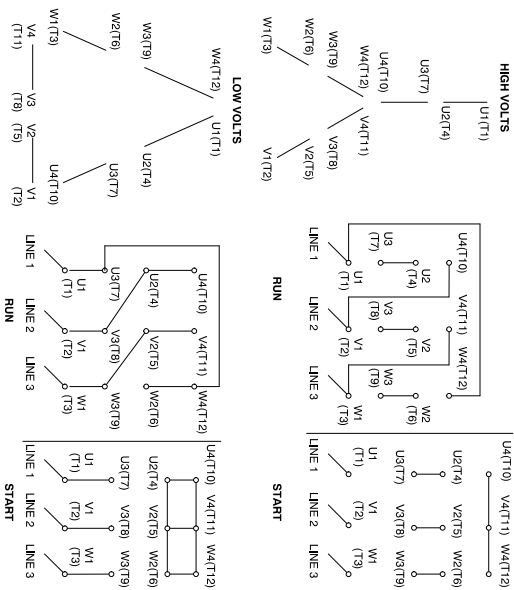 HIGH VOLTS
U1(T1)
U2(T4)
U3(T7)
U4(T10)
W4(T12) V4(T11)
W3(T9) V3(T8)
W2(T6) V2(T5)
W1(T3) V1(T2)
U4(T10) V4(T11) W4(T12)
U2 V2 W2
(T4) (T5) (T6)
U3 V3 W3
(T7) (T8) (T9)
U1 V1 W1
(T1) (T2) (T3)
LINE 1 LINE 2 LINE 3
RUN
U4(T10) V4(T11) W4(T12)
U2(T4) V2(T5) W2(T6)
U3(T7) V3(T8) W3(T9)
U1 V1 W1
(T1) (T2) (T3)
LINE 1 LINE 2 LINE 3
START
LOW VOLTS
W4(T12) U1(T1)
W3(T9) U2(T4)
W2(T6) U3(T7)
W1(T3) U4(T10)
V4 V3 V2 V1
(T11) (T8) (T5) (T2)
U4(T10) V4(T11) W4(T12)
U2(T4) V2(T5) W2(T6)
U3(T7) V3(T8) W3(T9)
U1 V1 W1
(T1) (T2) (T3)
LINE 1 LINE 2 LINE 3
RUN
U4(T10) V4(T11) W4(T12)
U2(T4) V2(T5) W2(T6)
U3(T7) V3(T8) W3(T9)
U1 V1 W1
(T1) (T2) (T3)
LINE 1 LINE 2 LINE 3
START